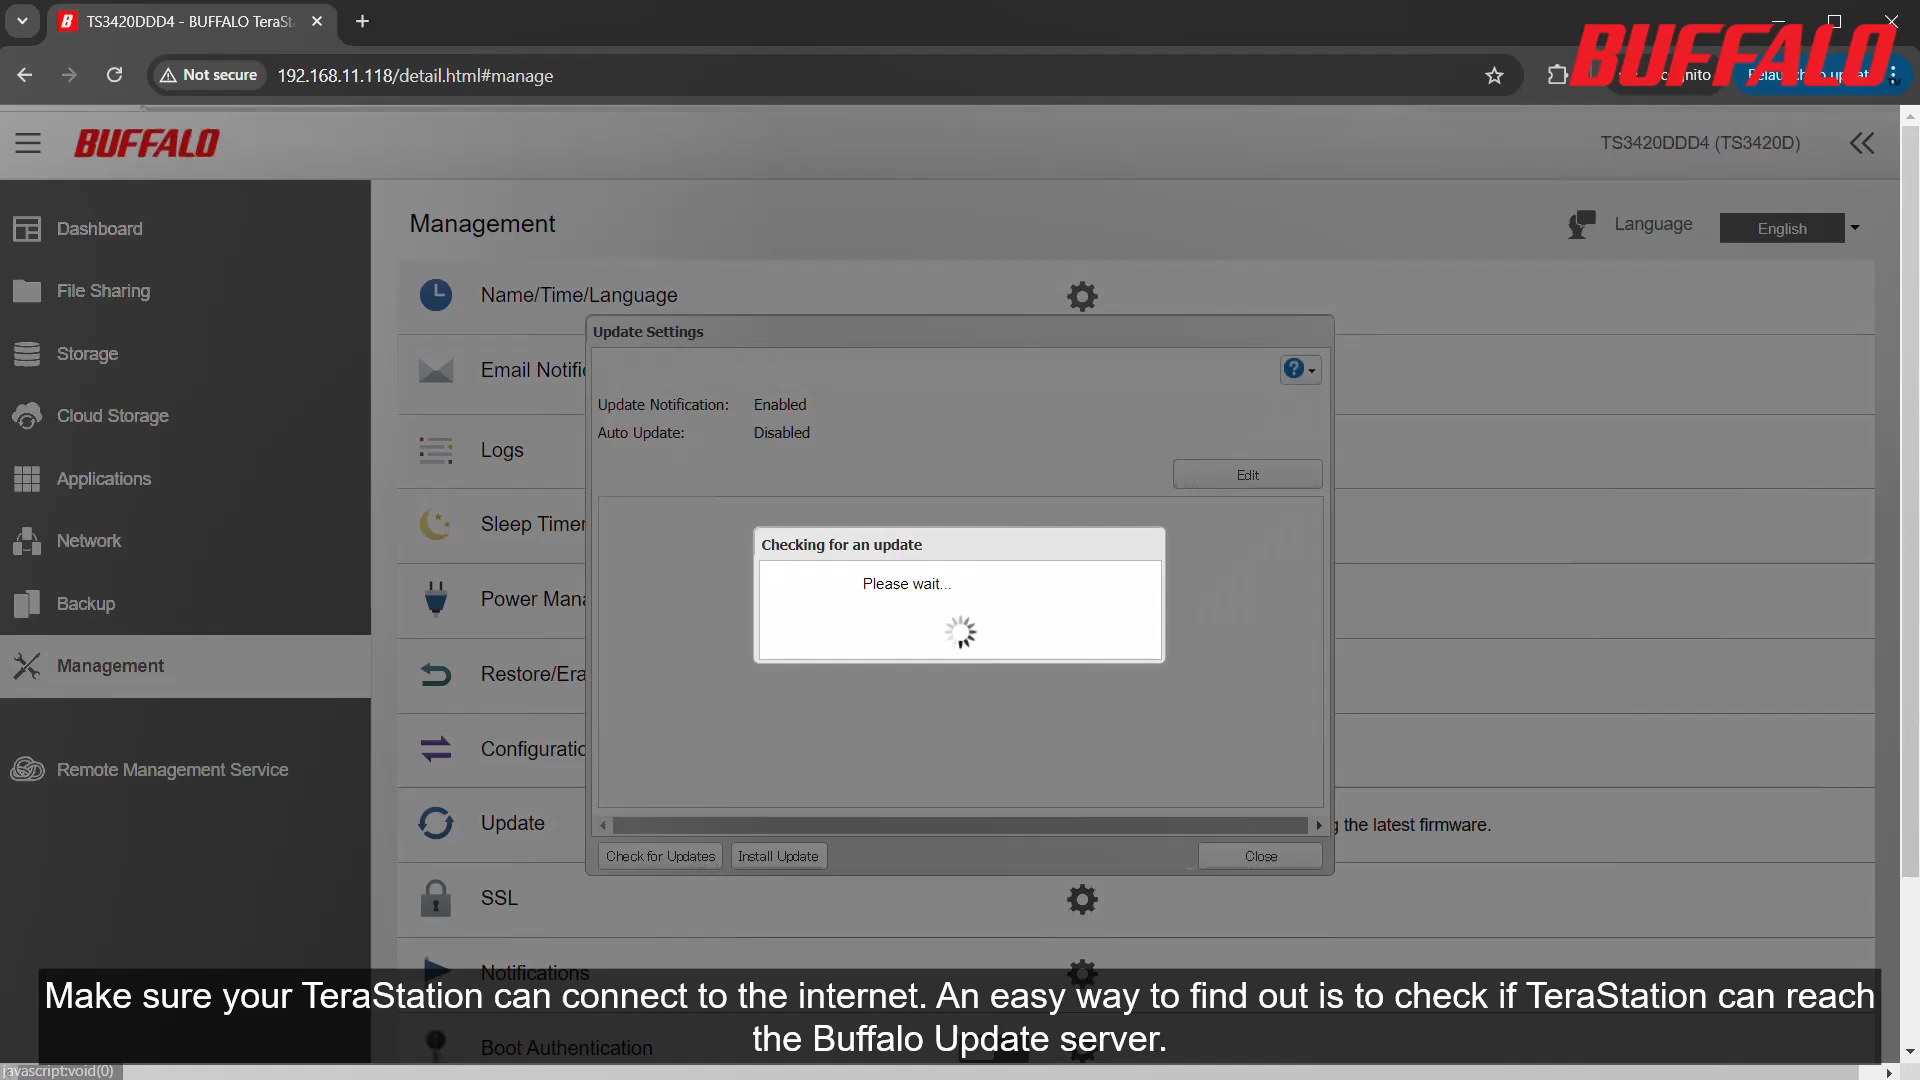 TS3420DDD4 - BUFFALO TeraSt
Not secure
192.168.11.118/detail.html#manage
BUFFALO
BUFFALO
TS3420DDD4 (TS3420D)
Dashboard
File Sharing
Storage
Cloud Storage
Applications
Network
Backup
Management
Remote Management Service
Management
Language
English
Name/Time/Language
Email Notific
Logs
Sleep Timer
Power Mana
Restore/Era
Configuratio
Update
g the latest firmware.
SSL
Notifications
Boot Authentication
Update Settings
Update Notification: Enabled
Auto Update: Disabled
Edit
Checking for an update
Please wait...
Check for Updates
Install Update
Close
Make sure your TeraStation can connect to the internet. An easy way to find out is to check if TeraStation can reach
the Buffalo Update server.
javascript:void(0)